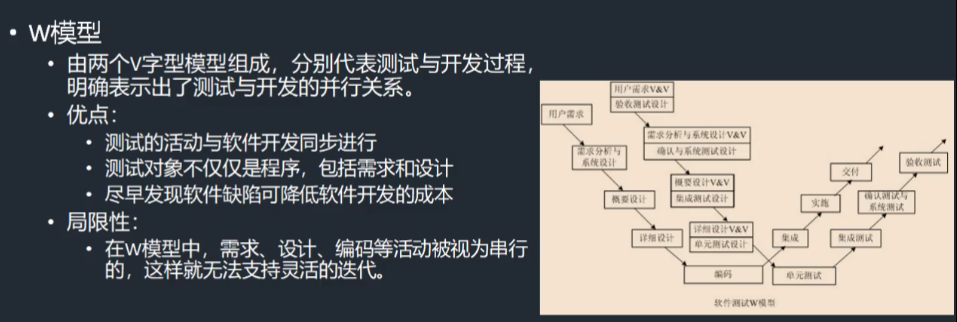 • W模型
• 由两个V字型模型组成，分别代表测试与开发过程，
明确表示出了测试与开发的并行关系。
• 优点：
• 测试的活动与软件开发同步进行
• 测试对象不仅仅是程序，包括需求和设计
• 尽早发现软件缺陷可降低软件开发的成本
• 局限性：
• 在W模型中，需求、设计、编码等活动被视为串行
的，这样就无法支持灵活的迭代。
用户需求V&V
验收测试设计
用户需求
需求分析与系统设计V&V
确认与系统测试设计
需求分析与
系统设计
概要设计V&V
集成测试设计
概要设计
详细设计V&V
单元测试设计
详细设计
编码
集成
实施
交付
单元测试
集成测试
确认测试与
系统测试
验收测试
软件测试W模型